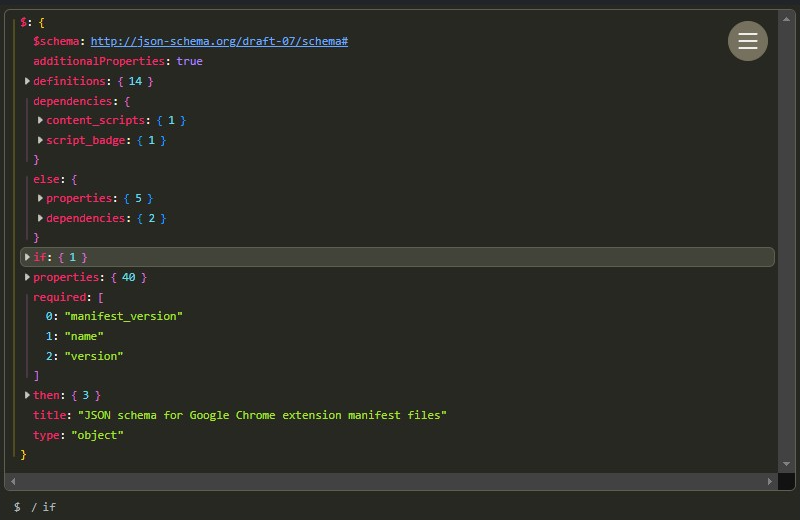 $: {
$schema: http://json-schema.org/draft-07/schema#
additionalProperties: true
definitions: { 14 }
dependencies: {
content_scripts: { 1 }
script_badge: { 1 }
}
else: {
properties: { 5 }
dependencies: { 2 }
}
if: { 1 }
properties: { 40 }
required: [
0: "manifest_version"
1: "name"
2: "version"
]
then: { 3 }
title: "JSON schema for Google Chrome extension manifest files"
type: "object"
}
$ / if